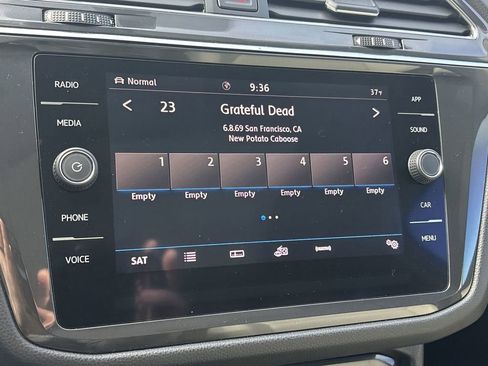 RADIO
MEDIA
PHONE
VOICE
Normal
9:36
37°F
< 23 Grateful Dead >
6.8.69 San Francisco, CA
New Potato Caboose
1 2 3 4 5 6
Empty Empty Empty Empty Empty Empty
SAT
APP
SOUND
CAR
MENU